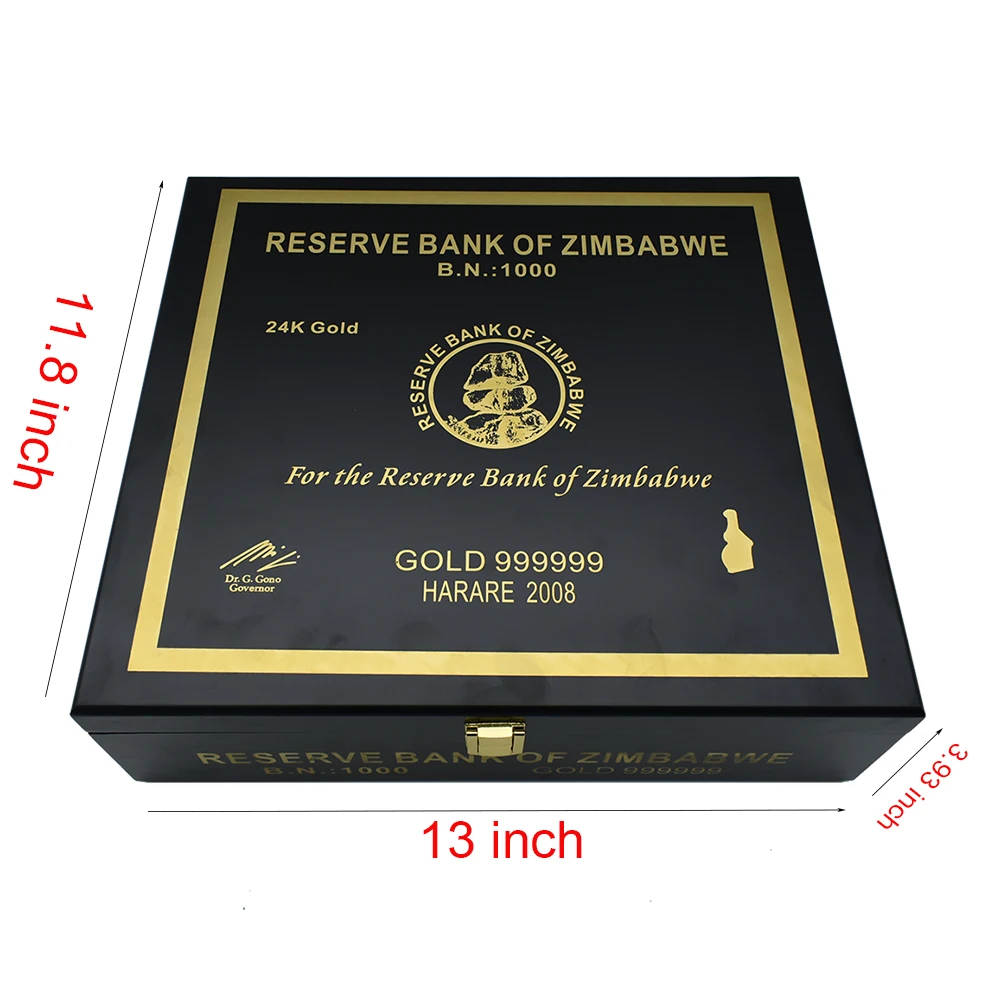 RESERVE BANK OF ZIMBABWE
B.N.:1000
24K Gold
RESERVE BANK OF ZIMBABWE
For the Reserve Bank of Zimbabwe
Dr. G. Gono
Governor
GOLD 999999
HARARE 2008
RESERVE BANK OF ZIMBABWE
B.N.:1000 GOLD 999999
11.8 inch
13 inch
3.93 inch